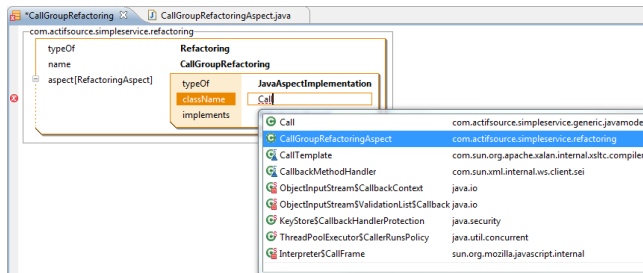 *CallGroupRefactoring CallGroupRefactoringAspect.java
com.actifsource.simpleservice.refactoring
typeOf Refactoring
name CallGroupRefactoring
aspect[RefactoringAspect] typeOf JavaAspectImplementation
className Call
implements
Call com.actifsource.simpleservice.generic.javamode
CallGroupRefactoringAspect com.actifsource.simpleservice.refactoring
CallTemplate com.sun.org.apache.xalan.internal.xsltc.compiler
CallbackMethodHandler com.sun.xml.internal.ws.client.sei
ObjectInputStream$CallbackContext java.io
ObjectInputStream$ValidationList$Callback java.io
KeyStore$CallbackHandlerProtection java.security
ThreadPoolExecutor$CallerRunsPolicy java.util.concurrent
Interpreter$CallFrame sun.org.mozilla.javascript.internal